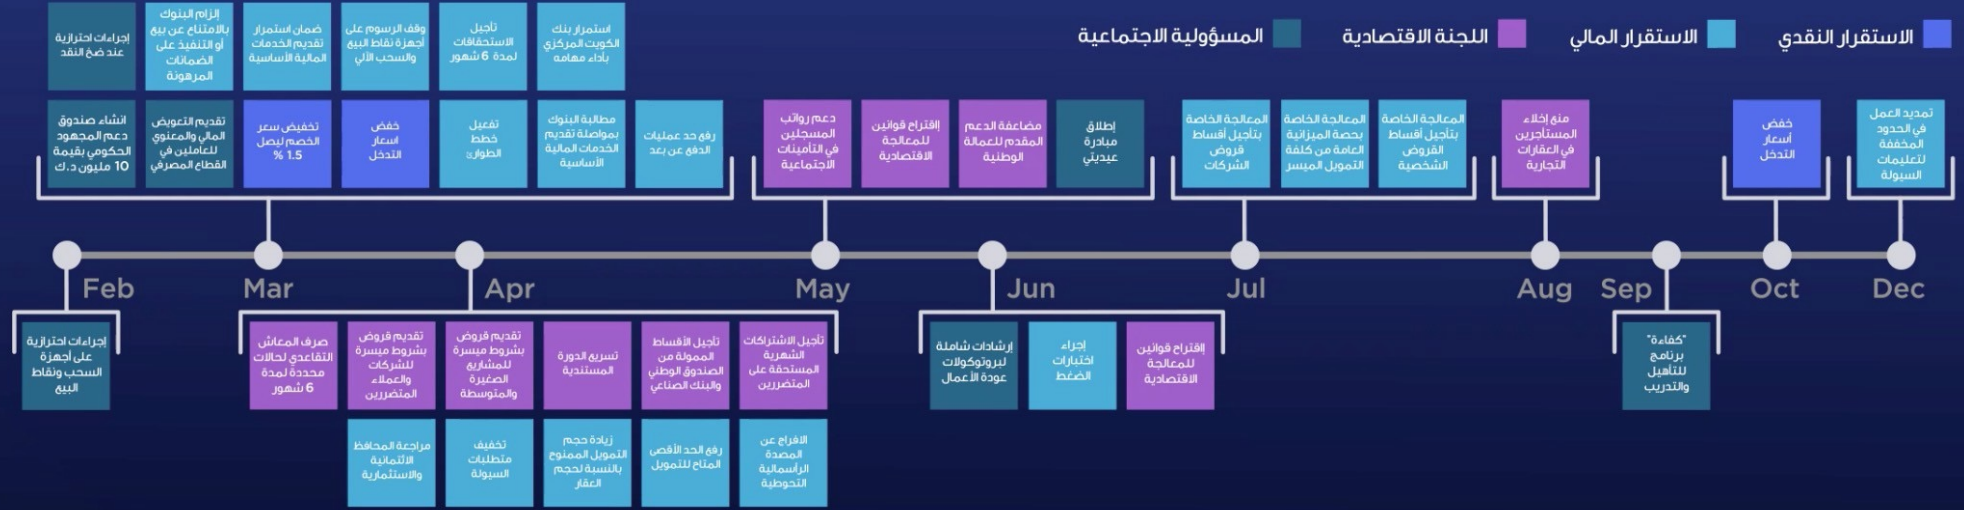 الاستقرار النقدي
الاستقرار المالي
اللجنة الاقتصادية
المسؤولية الاجتماعية
استمرار بنك
الكويت المركزي
بأداء مهامه
تأجيل
الاستحقاقات
لمدة 6 شهور
وقف الرسوم على
أجهزة نقاط البيع
والسحب الآلي
ضمان استمرار
تقديم الخدمات
المالية الأساسية
إلزام البنوك
بالامتناع عن بيع
أو التنفيذ على
الضمانات
المرهونة
إجراءات احترازية
عند ضخ النقد
تمديد العمل
في الحدود
المخففة
لتعليمات
السيولة
خفض
أسعار
التدخل
منع إخلاء
المستأجرين
في العقارات
التجارية
المعالجة الخاصة
بتأجيل أقساط
القروض
الشخصية
المعالجة الخاصة
بحصة الميزانية
العامة من كلفة
التمويل الميسر
المعالجة الخاصة
بتأجيل أقساط
قروض
الشركات
إطلاق
مبادرة
عيديتي
مضاعفة الدعم
المقدم للعمالة
الوطنية
إاقتراح قوانين
للمعالجة
الاقتصادية
دعم رواتب
المسجلين
في التأمينات
الاجتماعية
رفع حد عمليات
الدفع عن بعد
مطالبة البنوك
بمواصلة تقديم
الخدمات المالية
الأساسية
تفعيل
خطط
الطوارئ
خفض
أسعار
التدخل
تخفيض سعر
الخصم ليصل
1.5 %
تقديم التعويض
المالي والمعنوي
للعاملين في
القطاع المصرفي
انشاء صندوق
دعم المجهود
الحكومي بقيمة
10 مليون د.ك
Feb
Mar
Apr
May
Jun
Jul
Aug
Sep
Oct
Dec
"كفاءة"
برنامج
للتأهيل
والتدريب
إاقتراح قوانين
للمعالجة
الاقتصادية
إجراء
اختبارات
الضغط
إرشادات شاملة
لبروتوكولات
عودة الأعمال
تأجيل الاشتراكات
الشهرية
المستحقة على
المتضررين
تأجيل الأقساط
الممولة من
الصندوق الوطني
والبنك الصناعي
تسريع الدورة
المستندية
تقديم قروض
بشروط ميسرة
للمشاريع
الصغيرة
والمتوسطة
تقديم قروض
بشروط ميسرة
للشركات
والعملاء
المتضررين
صرف المعاش
التقاعدي لحالات
محددة لمدة
6 شهور
إجراءات احترازية
على أجهزة
السحب ونقاط
البيع
الافراج عن
المصدة
الرأسمالية
التحوطية
رفع الحد الأقصى
المتاح للتمويل
زيادة حجم
التمويل الممنوح
بالنسبة لحجم
العقار
تخفيف
متطلبات
السيولة
مراجعة المحافظ
الائتمانية
والاستثمارية